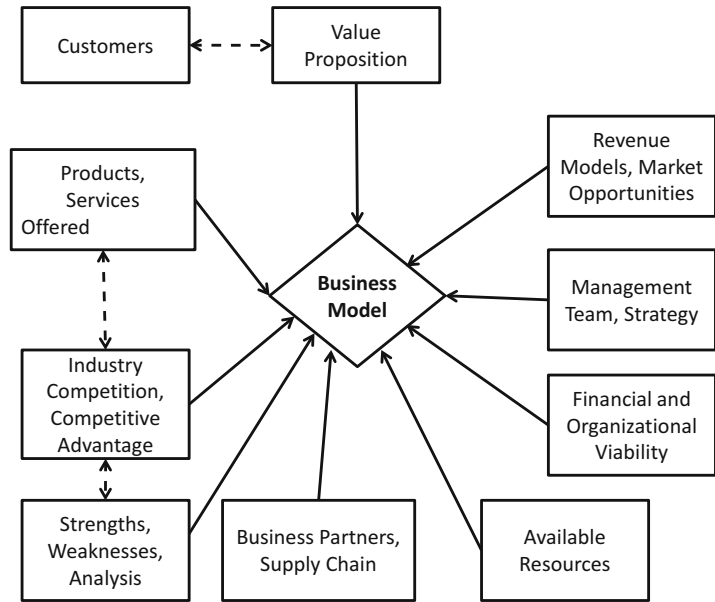 Customers
Value
Proposition
Revenue
Models, Market
Opportunities
Products,
Services
Offered
Business
Model
Management
Team, Strategy
Industry
Competition,
Competitive
Advantage
Financial and
Organizational
Viability
Strengths,
Weaknesses,
Analysis
Business Partners,
Supply Chain
Available
Resources